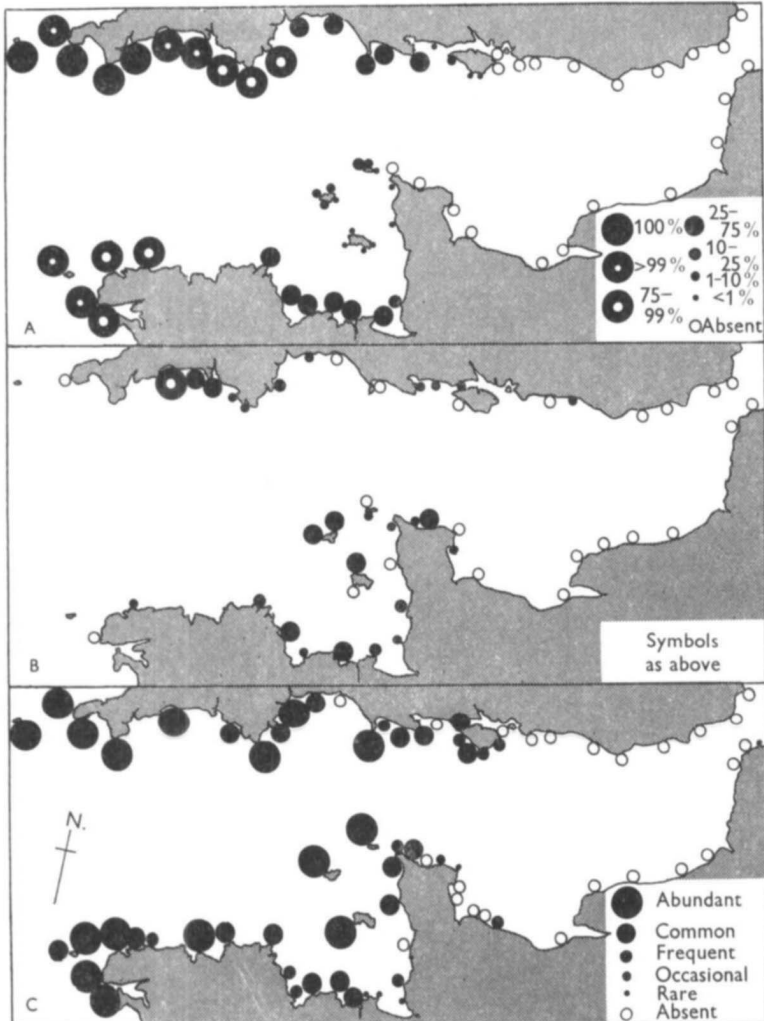 100%
>99%
75–
99%
25–
75%
10–
25%
1–10%
<1%
Absent
A
Symbols
as above
B
N.
Abundant
Common
Frequent
Occasional
Rare
Absent
C